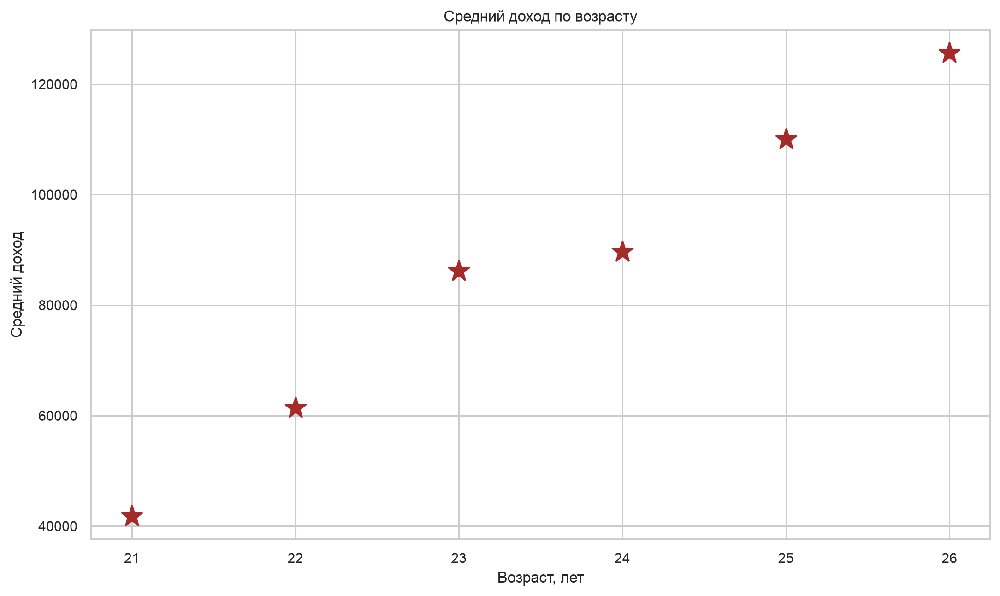 Средний доход по возрасту
Средний доход
120000
100000
80000
60000
40000
21 22 23 24 25 26
Возраст, лет